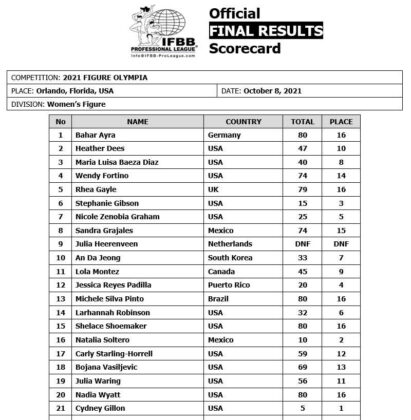 Official
FINAL RESULTS
Scorecard
IFBB
PROFESSIONAL LEAGUE
info@IFBB-ProLeague.com
COMPETITION: 2021 FIGURE OLYMPIA
PLACE: Orlando, Florida, USA DATE: October 8, 2021
DIVISION: Women's Figure
No NAME COUNTRY TOTAL PLACE
1 Bahar Ayra Germany 80 16
2 Heather Dees USA 47 10
3 Maria Luisa Baeza Diaz USA 40 8
4 Wendy Fortino USA 74 14
5 Rhea Gayle UK 79 16
6 Stephanie Gibson USA 15 3
7 Nicole Zenobia Graham USA 25 5
8 Sandra Grajales Mexico 74 15
9 Julia Heerenveen Netherlands DNF DNF
10 An Da Jeong South Korea 33 7
11 Lola Montez Canada 45 9
12 Jessica Reyes Padilla Puerto Rico 20 4
13 Michele Silva Pinto Brazil 80 16
14 Larhannah Robinson USA 32 6
15 Shelace Shoemaker USA 80 16
16 Natalia Soltero Mexico 10 2
17 Carly Starling-Horrell USA 59 12
18 Bojana Vasiljevic USA 69 13
19 Julia Waring USA 56 11
20 Nadia Wyatt USA 80 16
21 Cydney Gillon USA 5 1